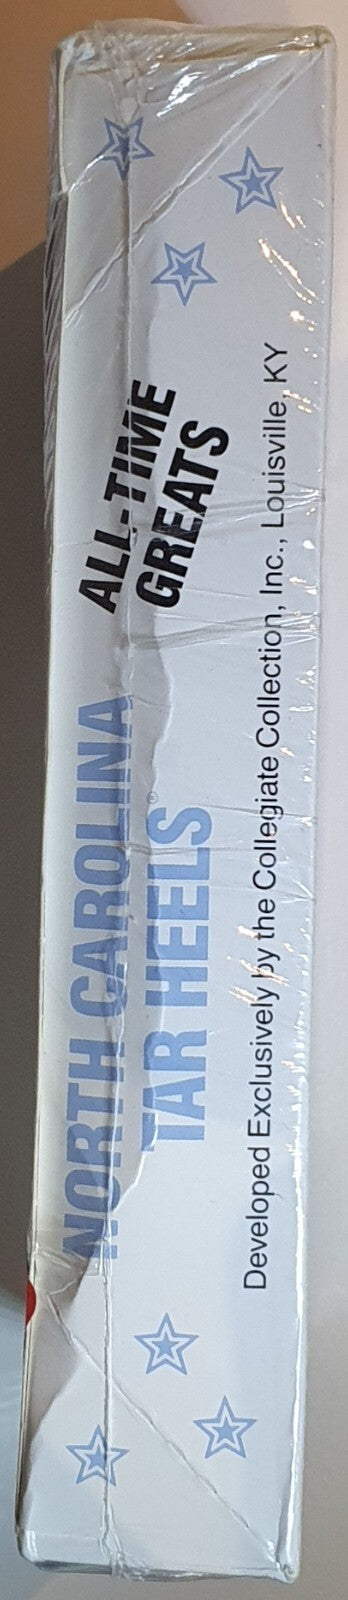 NORTH CAROLINA
TAR HEELS®
ALL-TIME
GREATS
Developed Exclusively by the Collegiate Collection, Inc., Louisville, KY